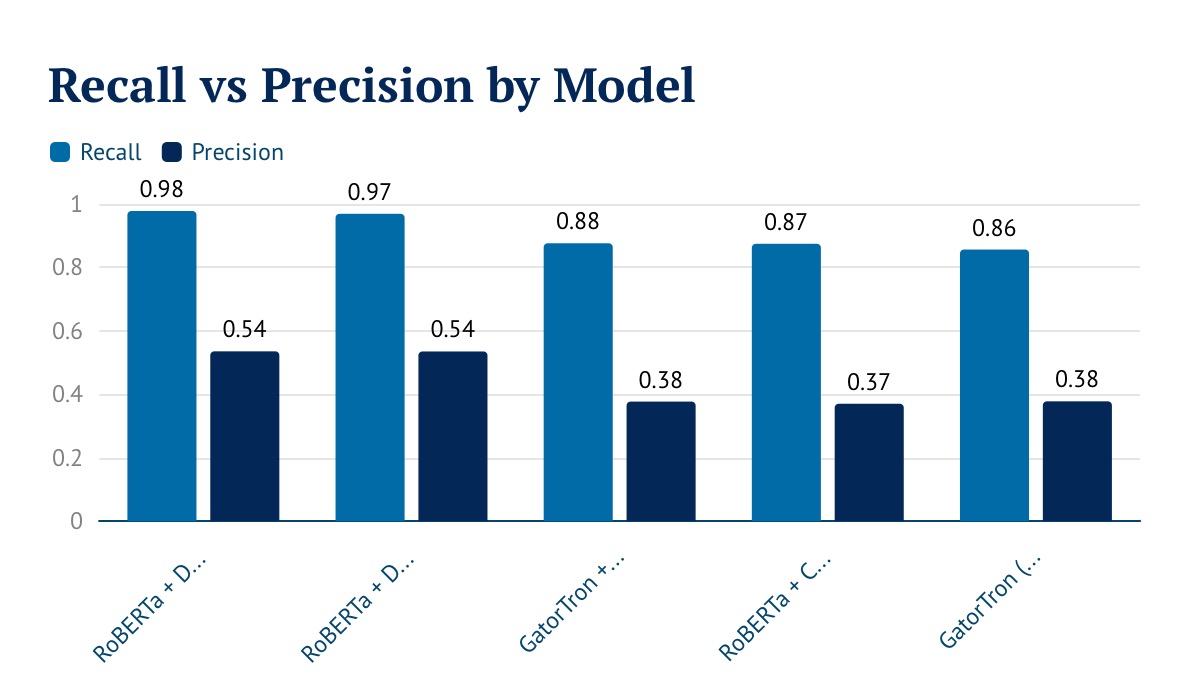 Recall vs Precision by Model
Recall Precision
0.98 0.97 0.88 0.87 0.86
0.54 0.54 0.38 0.37 0.38
1
0.8
0.6
0.4
0.2
0
RoBERTa + D...
RoBERTa + D...
GatorTron +...
RoBERTa + C...
GatorTron (...